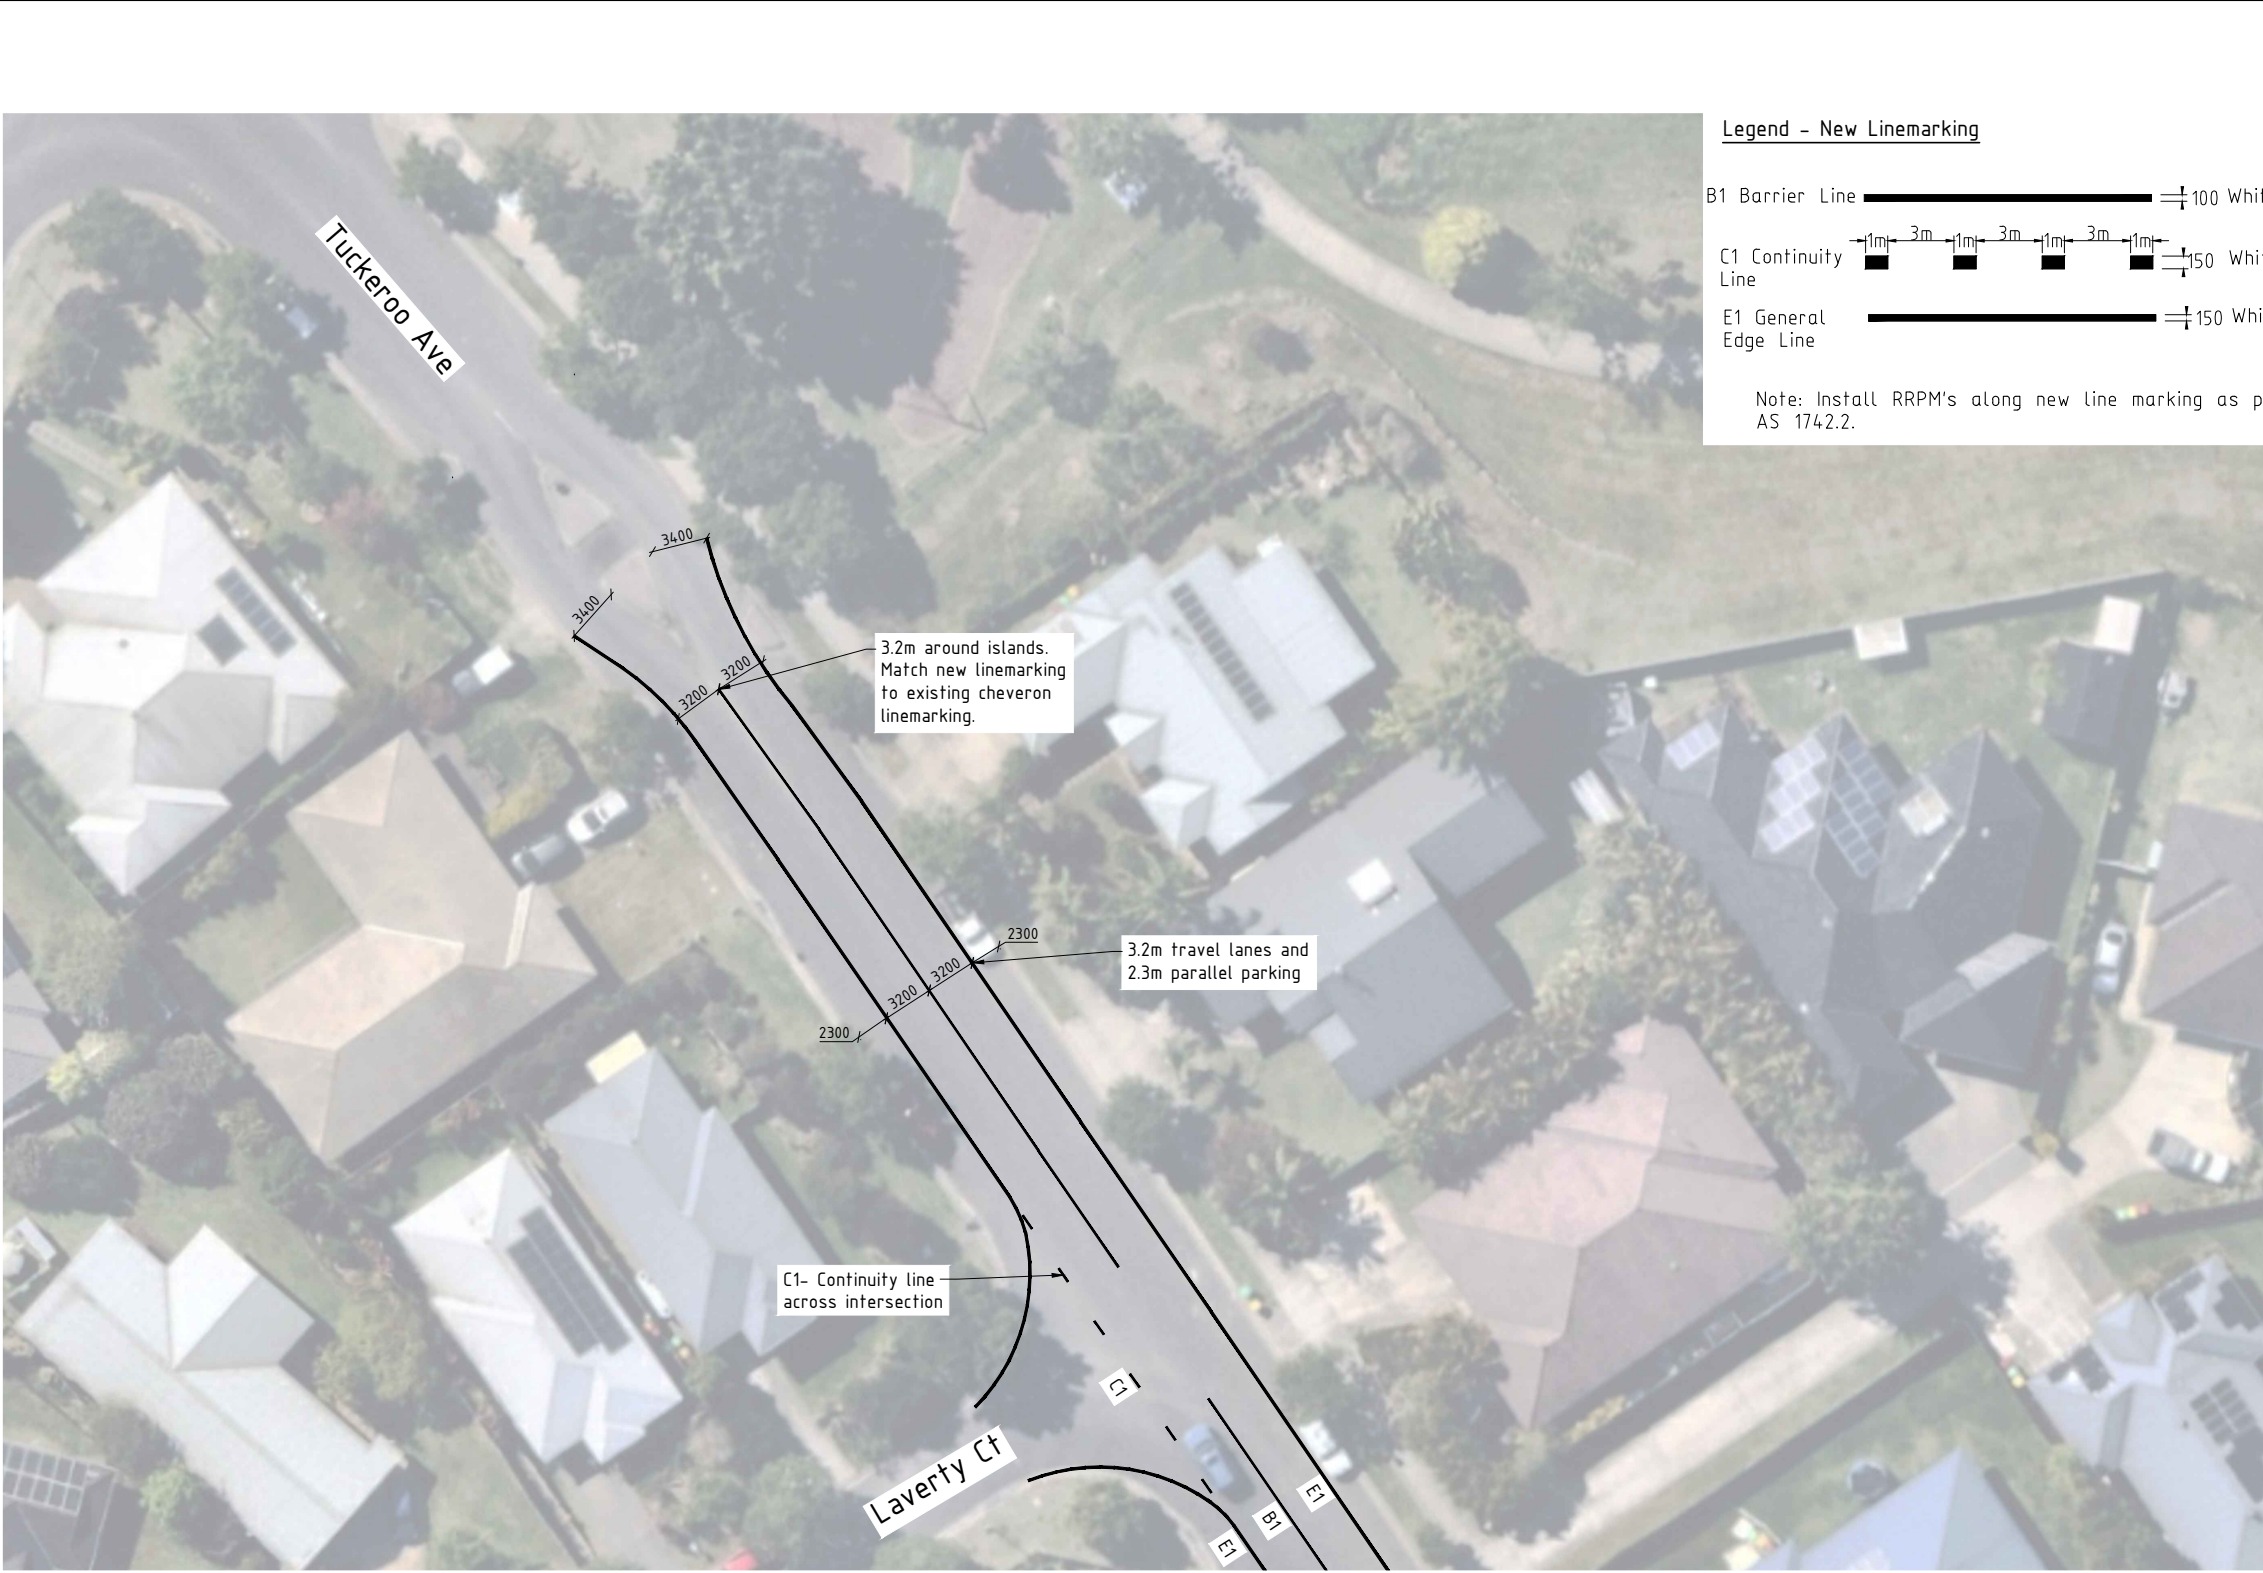 Legend - New Linemarking
B1 Barrier Line
100
1m 3m 1m 3m 1m 3m 1m
C1 Continuity
Line
150
E1 General
Edge Line
150
Note: Install RRPM's along new line marking as
AS 1742.2.
Tuckeroo Ave
3400
3400
3200
3200
3.2m around islands.
Match new linemarking
to existing cheveron
linemarking.
2300
3200
3200
2300
3.2m travel lanes and
2.3m parallel parking
C1- Continuity line
across intersection
C1
Laverty Ct
E1
B1
E1